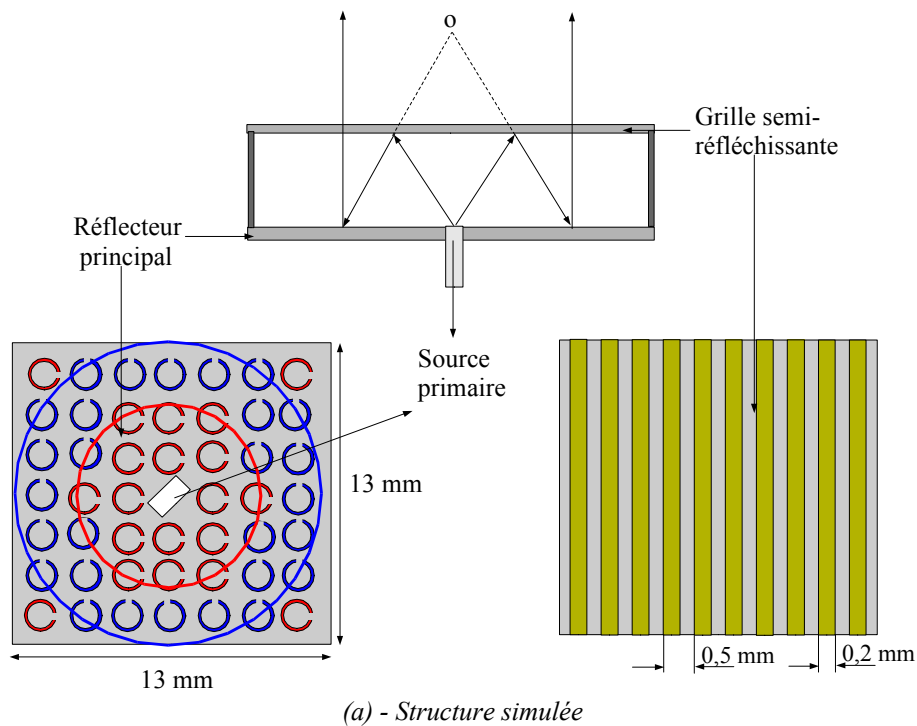 o
Grille semi-
réfléchissante
Réflecteur
principal
Source
primaire
13 mm
13 mm
0,5 mm
0,2 mm
(a) - Structure simulée